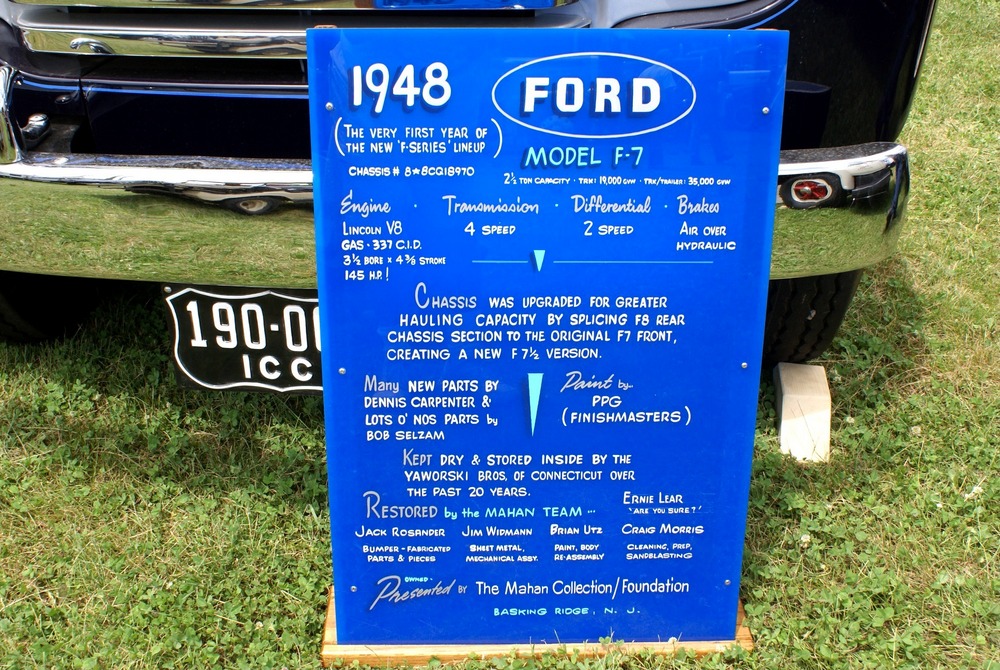 1948 FORD
(THE VERY FIRST YEAR OF
THE NEW 'F-SERIES' LINEUP)
MODEL F-7
CHASSIS # 8★8CQ18970
2½ TON CAPACITY · TRK: 19,000 GVW · TRK/TRAILER: 35,000 GVW
Engine · Transmission · Differential · Brakes
LINCOLN V8
GAS · 337 C.I.D.
3½ BORE x 4⅜ STROKE
145 H.P.!
4 SPEED
2 SPEED
AIR OVER
HYDRAULIC
CHASSIS WAS UPGRADED FOR GREATER
HAULING CAPACITY BY SPLICING F8 REAR
CHASSIS SECTION TO THE ORIGINAL F7 FRONT,
CREATING A NEW F7½ VERSION.
Many NEW PARTS BY
DENNIS CARPENTER &
LOTS O' NOS PARTS by
BOB SELZAM
Paint by...
PPG
(FINISHMASTERS)
KEPT DRY & STORED INSIDE BY THE
YAWORSKI BROS, OF CONNECTICUT OVER
THE PAST 20 YEARS.
RESTORED by the MAHAN TEAM ...
ERNIE LEAR
'ARE YOU SURE?!'
JACK ROSANDER JIM WIDMANN BRIAN UTZ CRAIG MORRIS
BUMPER - FABRICATED
PARTS & PIECES
SHEET METAL,
MECHANICAL ASSY.
PAINT, BODY
RE-ASSEMBLY
CLEANING, PREP,
SANDBLASTING
OWNED ·
Presented BY The Mahan Collection/Foundation
BASKING RIDGE, N. J.
190-0
ICC